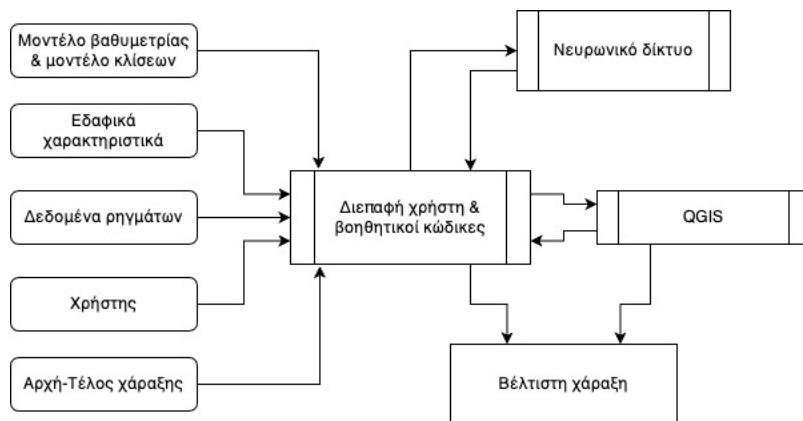 Μοντέλο βαθυμετρίας
& μοντέλο κλίσεων
Νευρωνικό δίκτυο
Εδαφικά
χαρακτηριστικά
Δεδομένα ρηγμάτων
Διεπαφή χρήστη &
βοηθητικοί κώδικες
QGIS
Χρήστης
Αρχή-Τέλος χάραξης
Βέλτιστη χάραξη